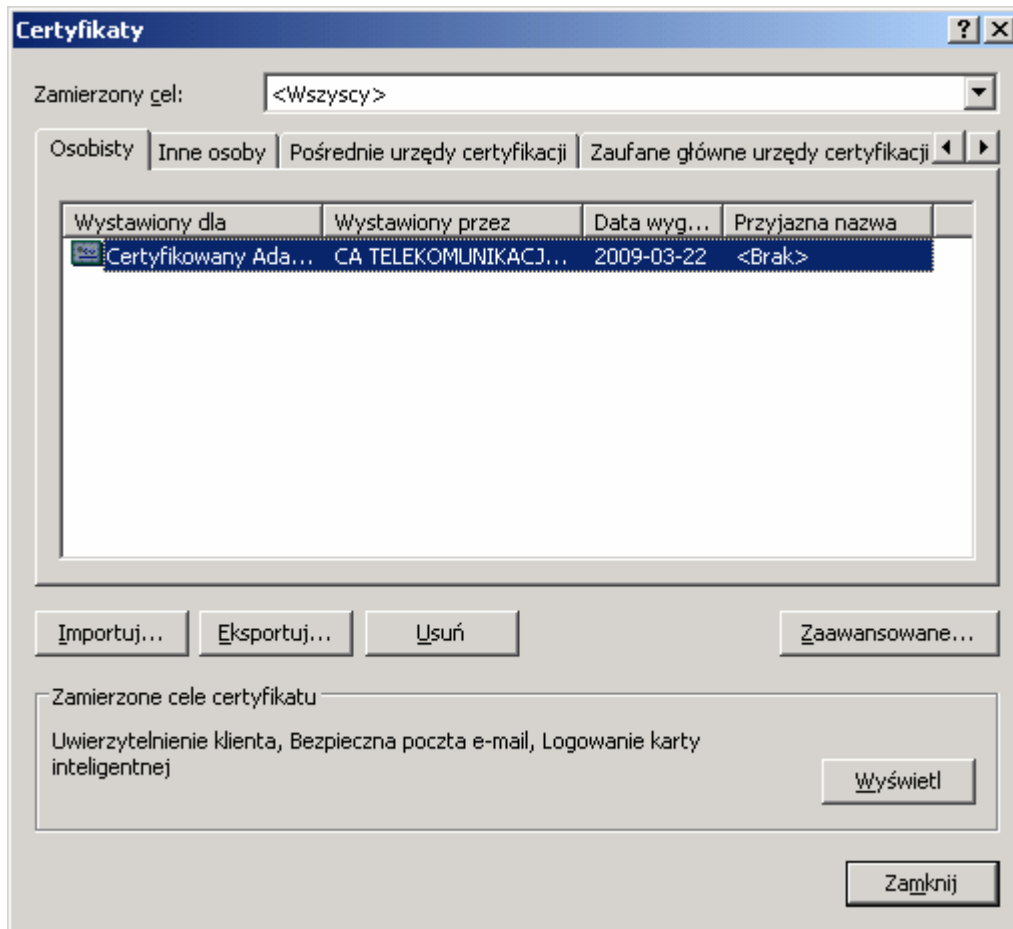 Certyfikaty
Zamierzony cel: <Wszyscy>
Osobisty Inne osoby Pośrednie urzędy certyfikacji Zaufane główne urzędy certyfikacji
Wystawiony dla Wystawiony przez Data wyg... Przyjazna nazwa
Certyfikowany Ada... CA TELEKOMUNIKACJ... 2009-03-22 <Brak>
Importuj... Eksportuj... Usuń Zaawansowane...
Zamierzone cele certyfikatu
Uwierzytelnienie klienta, Bezpieczna poczta e-mail, Logowanie karty
inteligentnej
Wyświetl
Zamknij